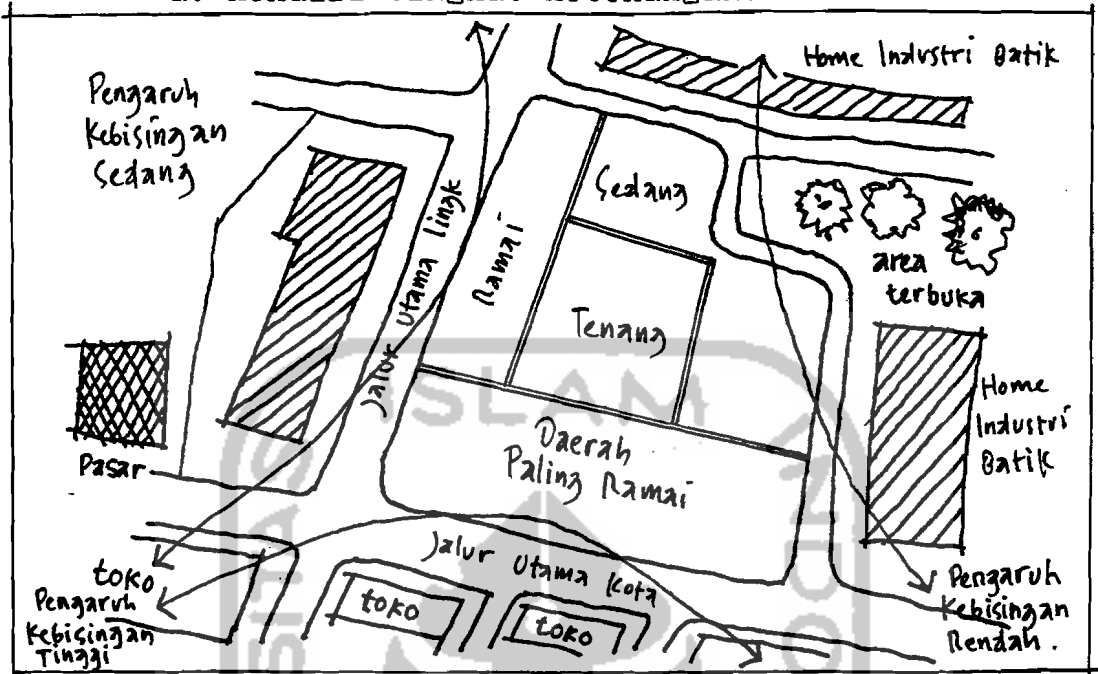 Home Industri Batik
Pengaruh
Kebisingan
Sedang
Sedang
Ramai
Jalur Utama lingk
area
terbuka
Tenang
Home
Industri
Batik
Pasar
Daerah
Paling Ramai
Jalur Utama Kota
toko
Pengaruh
Kebisingan
Tinggi
toko
toko
Pengaruh
Kebisingan
Rendah.
ISLAM